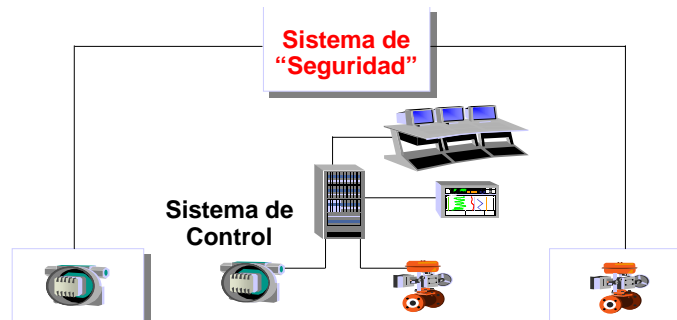 Sistema de
“Seguridad”
Sistema de
Control